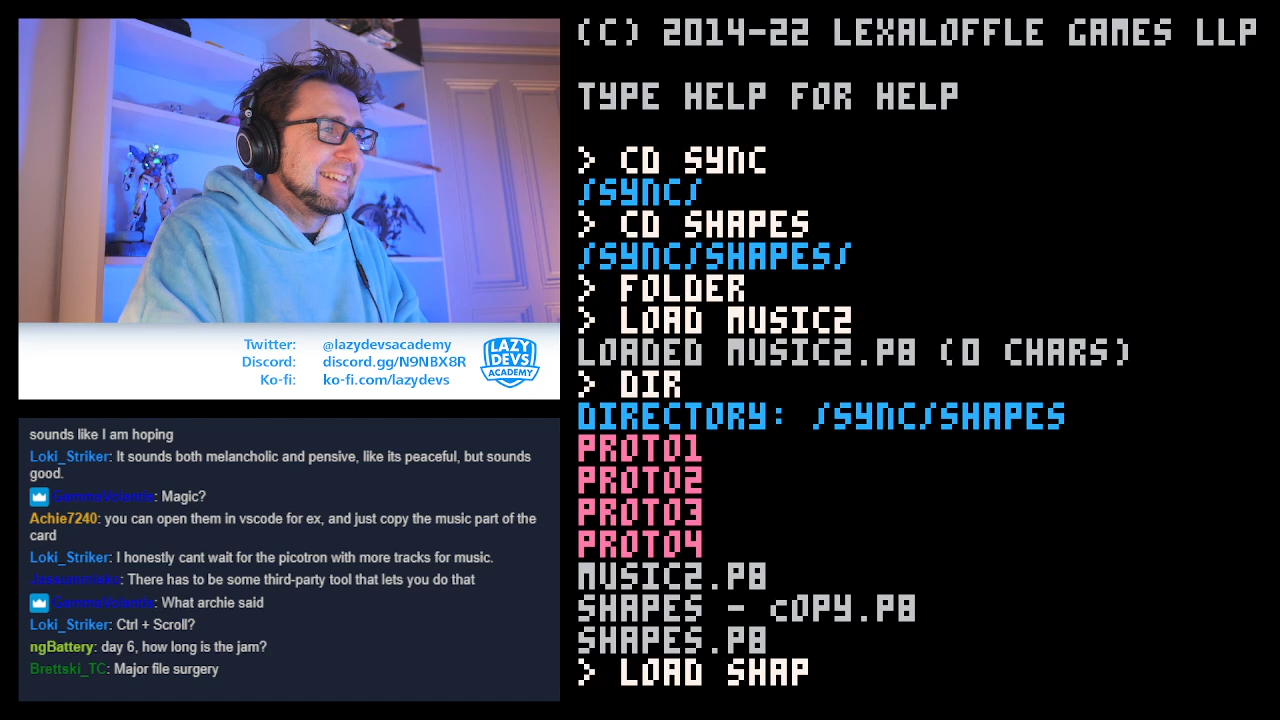 (C) 2014-22 LEXALOFFLE GAMES LLP
TYPE HELP FOR HELP
> CD SYNC
/SYNC/
> CD SHAPES
/SYNC/SHAPES/
> FOLDER
> LOAD MUSIC2
LOADED MUSIC2.P8 (0 CHARS)
> DIR
DIRECTORY: /SYNC/SHAPES
PROTO1
PROTO2
PROTO3
PROTO4
MUSIC2.P8
SHAPES - cOPY.P8
SHAPES.P8
> LOAD SHAP
Twitter: @lazydevsacademy
Discord: discord.gg/N9NBX8R
Ko-fi: ko-fi.com/lazydevs
LAZY
DEVS
ACADEMY
sounds like I am hoping
Loki_Striker: It sounds both melancholic and pensive, like its peaceful, but sounds
good.
: Magic?
Achie7240: you can open them in vscode for ex, and just copy the music part of the
card
Loki_Striker: I honestly cant wait for the picotron with more tracks for music.
: There has to be some third-party tool that lets you do that
: What archie said
Loki_Striker: Ctrl + Scroll?
ngBattery: day 6, how long is the jam?
Brettski_TC: Major file surgery